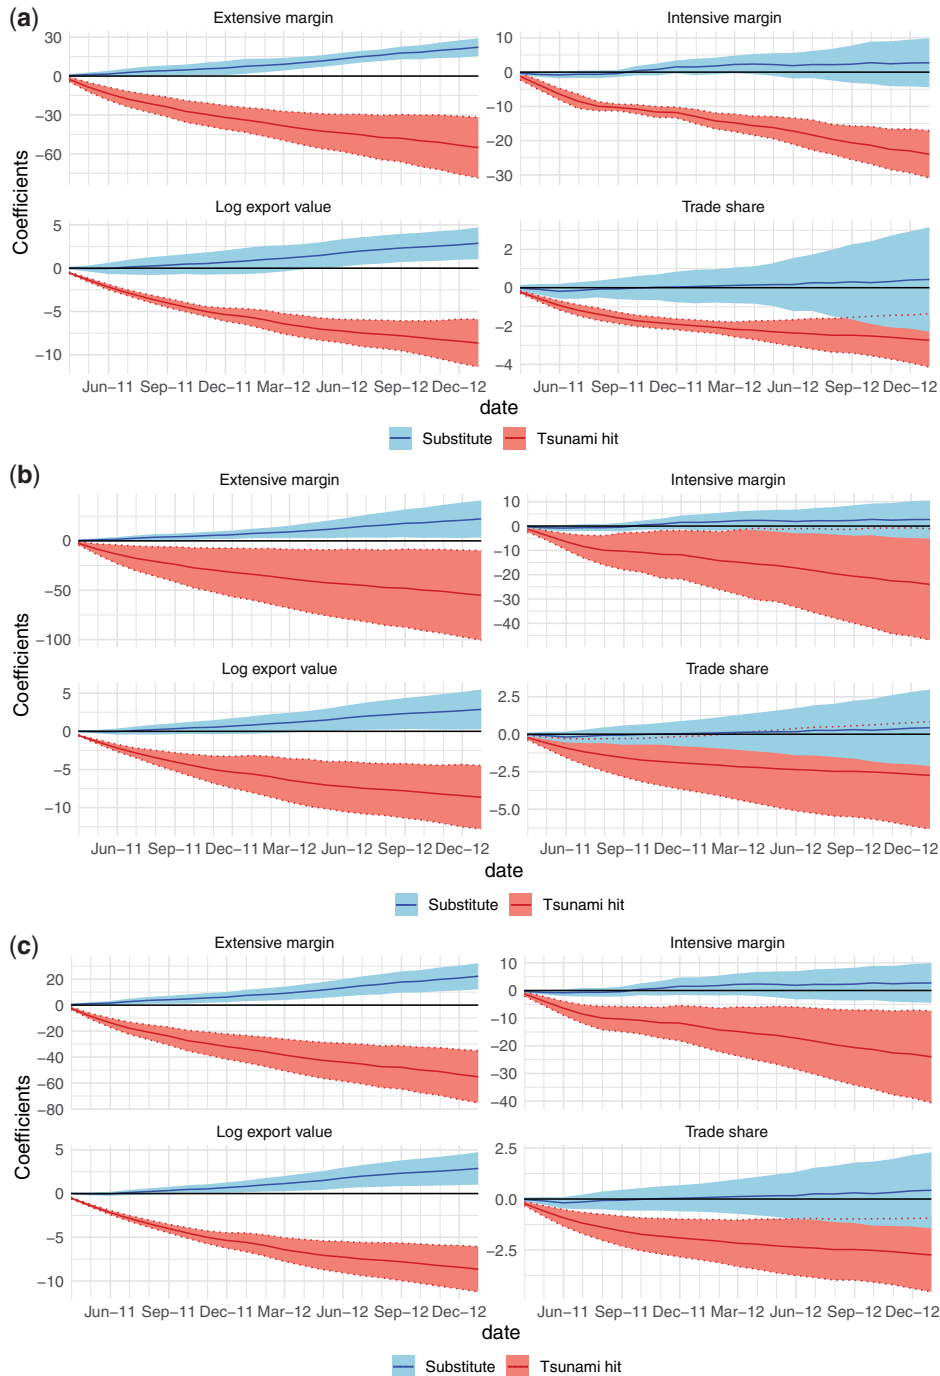 (a)
Extensive margin
Intensive margin
30
0
−30
−60
10
0
−10
−20
−30
Log export value
Trade share
5
0
−5
−10
2
0
−2
−4
Coefficients
Jun−11 Sep−11 Dec−11 Mar−12 Jun−12 Sep−12 Dec−12
Jun−11 Sep−11 Dec−11 Mar−12 Jun−12 Sep−12 Dec−12
date
Substitute Tsunami hit
(b)
Extensive margin
Intensive margin
0
−50
−100
10
0
−10
−20
−30
−40
Log export value
Trade share
5
0
−5
−10
2.5
0.0
−2.5
−5.0
Coefficients
Jun−11 Sep−11 Dec−11 Mar−12 Jun−12 Sep−12 Dec−12
Jun−11 Sep−11 Dec−11 Mar−12 Jun−12 Sep−12 Dec−12
date
Substitute Tsunami hit
(c)
Extensive margin
Intensive margin
20
0
−20
−40
−60
−80
10
0
−10
−20
−30
−40
Log export value
Trade share
5
0
−5
−10
2.5
0.0
−2.5
Coefficients
Jun−11 Sep−11 Dec−11 Mar−12 Jun−12 Sep−12 Dec−12
Jun−11 Sep−11 Dec−11 Mar−12 Jun−12 Sep−12 Dec−12
date
Substitute Tsunami hit